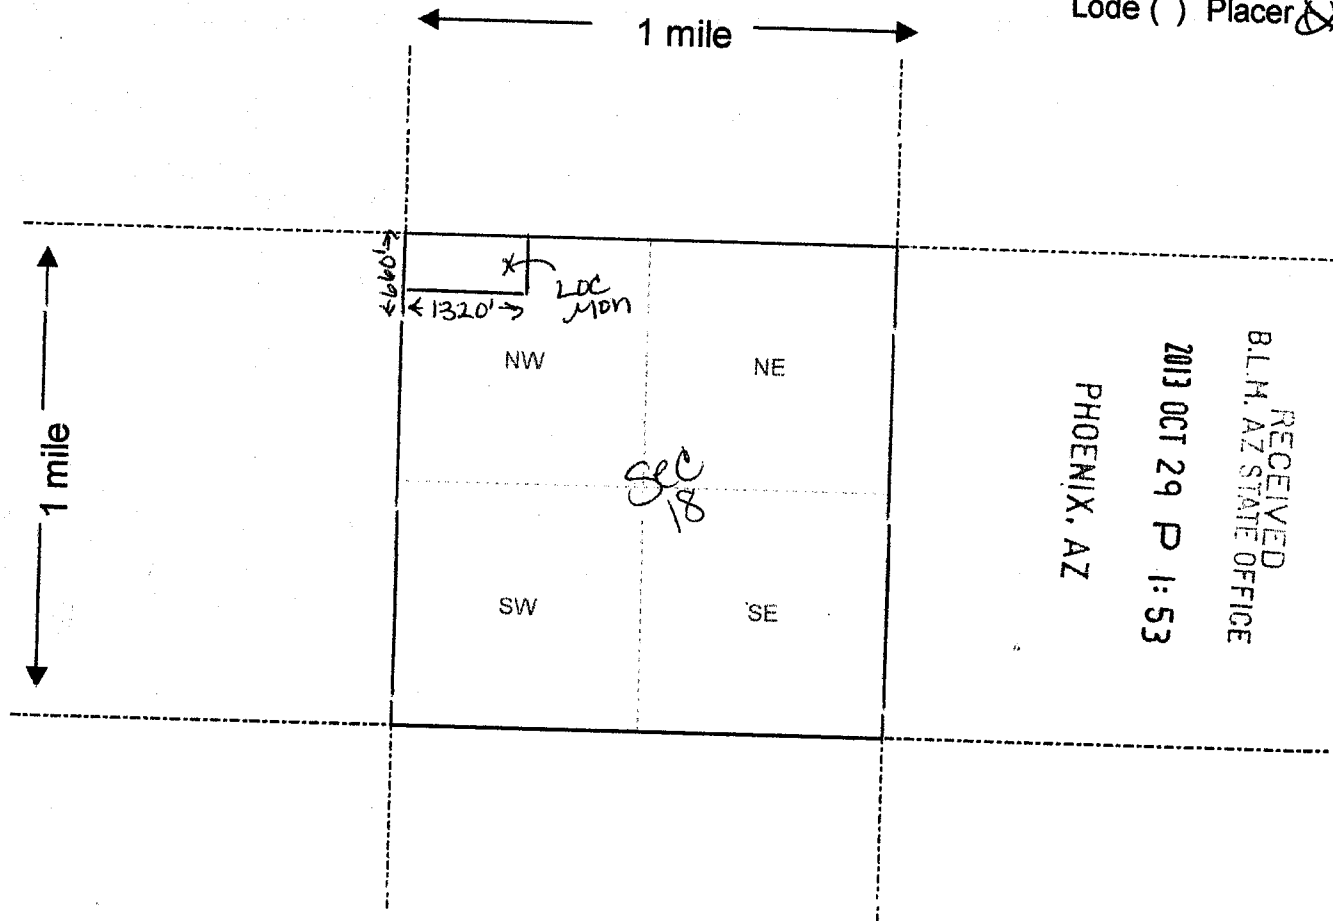 Lode ( ) Placer (X)
1 mile
660'
1320'
LOC
MON
NW
NE
1 mile
Sec
18
SW
SE
RECEIVED
B.L.M. AZ STATE OFFICE
2013 OCT 29 P 1:53
PHOENIX, AZ